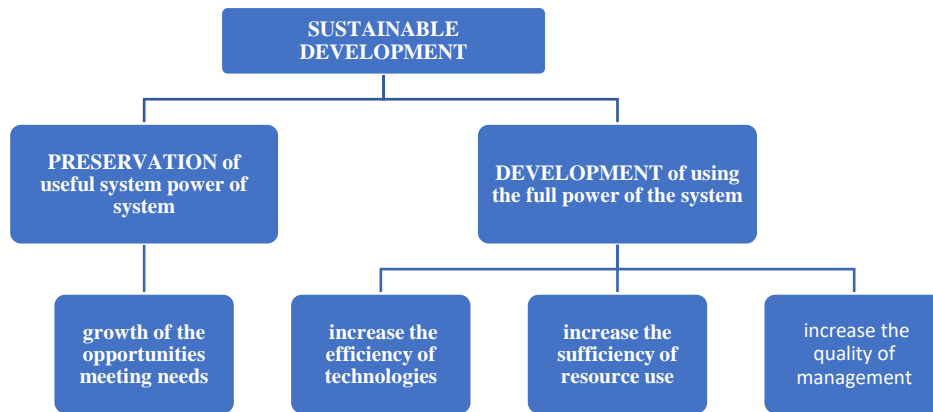 SUSTAINABLE
DEVELOPMENT
PRESERVATION of
useful system power of
system
DEVELOPMENT of using
the full power of the system
growth of the
opportunities
meeting needs
increase the
efficiency of
technologies
increase the
sufficiency of
resource use
increase the
quality of
management